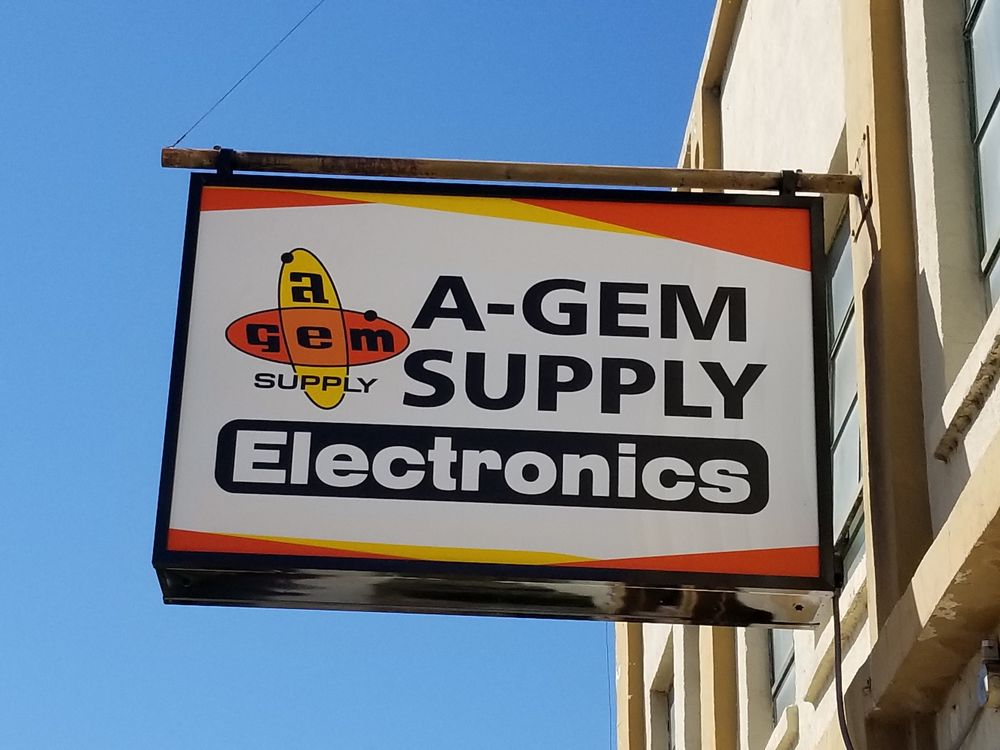 a
gem
SUPPLY
A-GEM
SUPPLY
Electronics